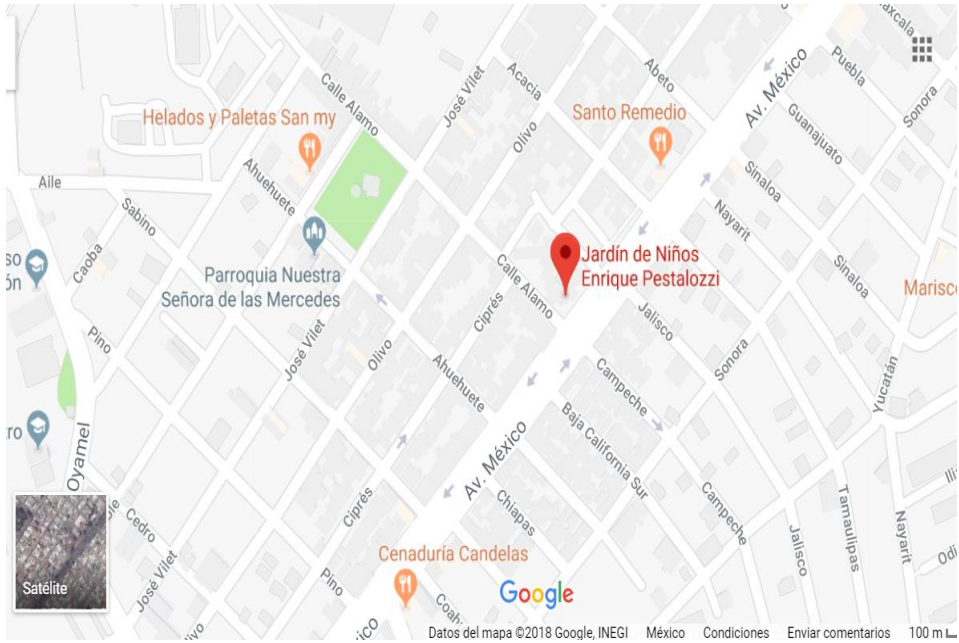 Tlaxcala
Calle Alamo
José Vilet
Acacia
Abeto
Av. México
Puebla
Sonora
Helados y Paletas San my
Olivo
Santo Remedio
Guanajuato
Ahuehuete
Sinaloa
Aile
Sabino
Nayarit
Caoba
Parroquia Nuestra
Señora de las Mercedes
Jardín de Niños
Enrique Pestalozzi
Calle Alamo
Ciprés
Sinaloa
Jalisco
Pino
José Vilet
Olivo
Ahuehuete
Sonora
Campeche
Yucatán
Baja California Sur
Oyamel
Av. México
Chiapas
Ciprés
Cedro
Campeche
Tamaulipas
Jalisco
Nayarit
Cenaduría Candelas
Pino
José Vilet
Satélite
Google
México
Datos del mapa ©2018 Google, INEGI México Condiciones Enviar comentarios 100 m